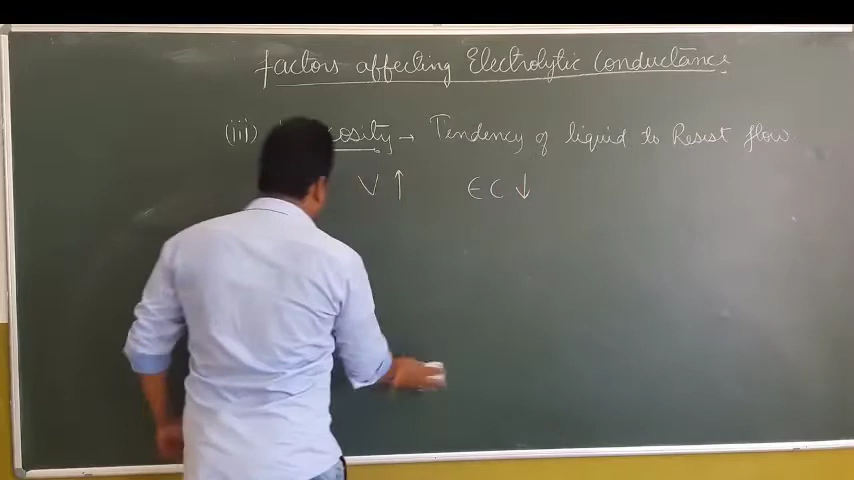 Factors affecting Electrolytic Conductance
(iii) → Tendency of liquid to Resist flow
V ↑ EC ↓